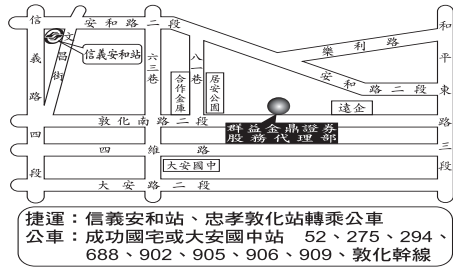 信義路四段
安和路二段
文昌街
信義安和站
六三巷
八一巷
合作金庫
居安公園
樂利路
安和路二段
遠企
和平東路三段
敦化南路二段
群益金鼎證券
股務代理部
四維路
大安國中
大安路二段
捷運：信義安和站、忠孝敦化站轉乘公車
公車：成功國宅或大安國中站 52、275、294、
688、902、905、906、909、敦化幹線